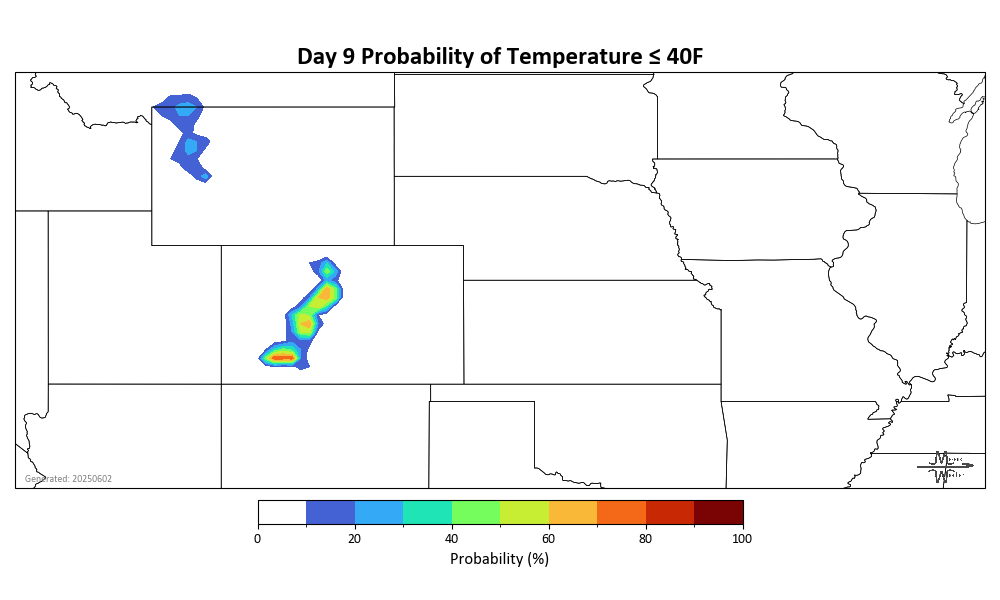 Day 9 Probability of Temperature ≤ 40F
Generated: 20250602
0 20 40 60 80 100
Probability (%)